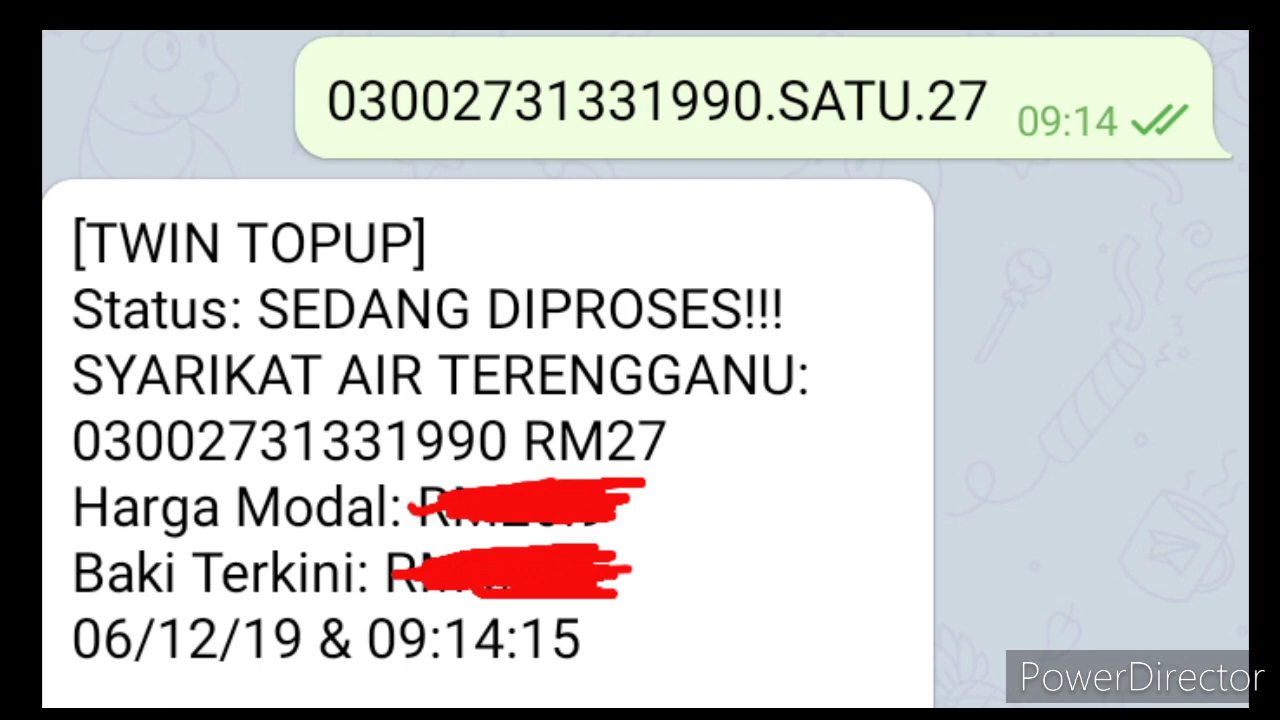 03002731331990.SATU.27
09:14
[TWIN TOPUP]
Status: SEDANG DIPROSES!!!
SYARIKAT AIR TERENGGANU:
03002731331990 RM27
Harga Modal:
Baki Terkini:
06/12/19 & 09:14:15
PowerDirector